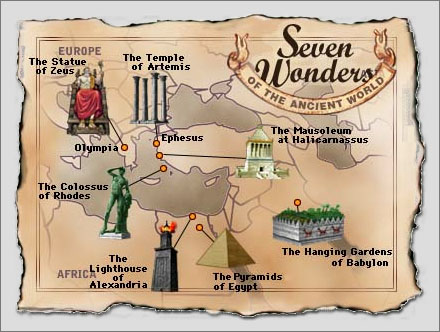 EUROPE
The Statue
of Zeus
The Temple
of Artemis
Seven
Wonders
OF THE ANCIENT WORLD
Olympia
Ephesus
The Mausoleum
at Halicarnassus
The Colossus
of Rhodes
The Hanging Gardens
of Babylon
The
Lighthouse
of
Alexandria
The Pyramids
of Egypt
AFRICA